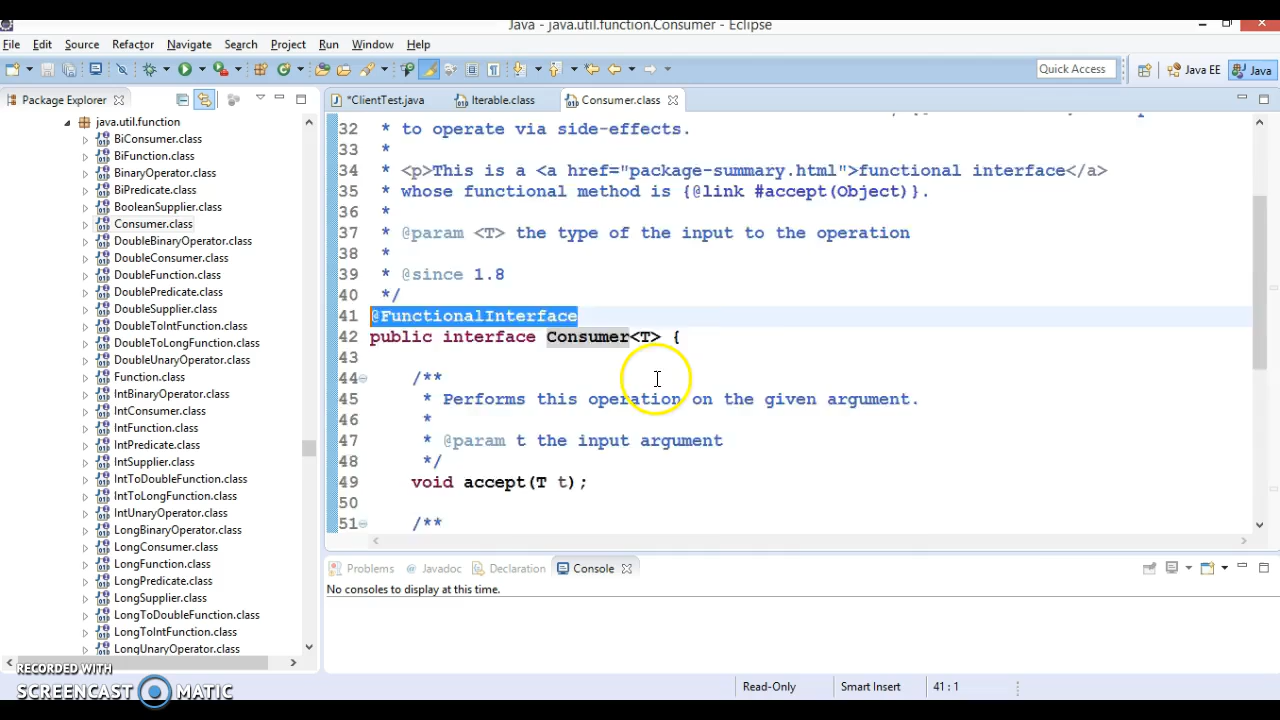 Java - java.util.function.Consumer - Eclipse
File Edit Source Refactor Navigate Search Project Run Window Help
Quick Access Java EE Java
Package Explorer
*ClientTest.java Iterable.class Consumer.class
java.util.function
BiConsumer.class
BiFunction.class
BinaryOperator.class
BiPredicate.class
BooleanSupplier.class
Consumer.class
DoubleBinaryOperator.class
DoubleConsumer.class
DoubleFunction.class
DoublePredicate.class
DoubleSupplier.class
DoubleToIntFunction.class
DoubleToLongFunction.class
DoubleUnaryOperator.class
Function.class
IntBinaryOperator.class
IntConsumer.class
IntFunction.class
IntPredicate.class
IntSupplier.class
IntToDoubleFunction.class
IntToLongFunction.class
IntUnaryOperator.class
LongBinaryOperator.class
LongConsumer.class
LongFunction.class
LongPredicate.class
LongSupplier.class
LongToDoubleFunction.class
LongToIntFunction.class
LongUnaryOperator.class
32 * to operate via side-effects.
33 *
34 * <p>This is a <a href="package-summary.html">functional interface</a>
35 * whose functional method is {@link #accept(Object)}.
36 *
37 * @param <T> the type of the input to the operation
38 *
39 * @since 1.8
40 */
41 @FunctionalInterface
42 public interface Consumer<T> {
43
44 /**
45 * Performs this operation on the given argument.
46 *
47 * @param t the input argument
48 */
49 void accept(T t);
50
51 /**
Problems Javadoc Declaration Console
No consoles to display at this time.
Read-Only Smart Insert 41 : 1
RECORDED WITH
SCREENCAST MATIC